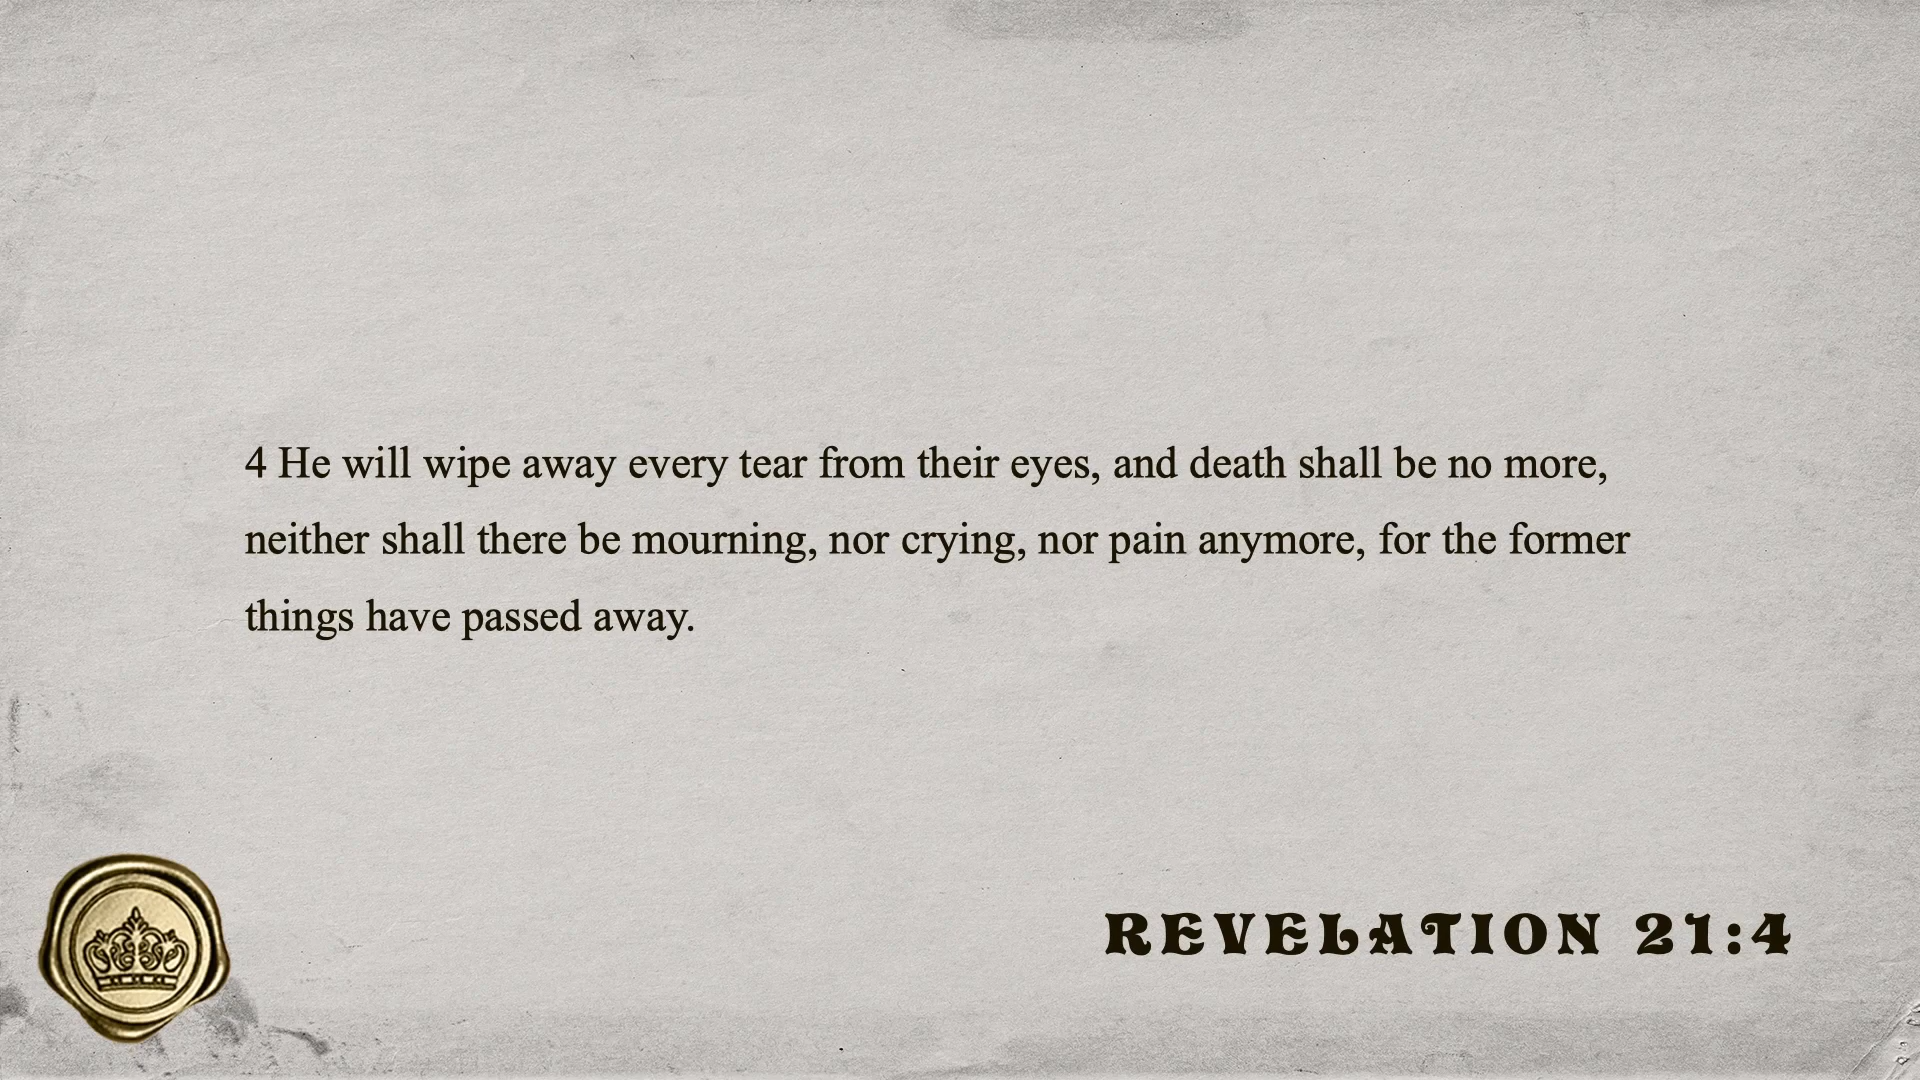 4 He will wipe away every tear from their eyes, and death shall be no more,
neither shall there be mourning, nor crying, nor pain anymore, for the former
things have passed away.
REVELATION 21:4